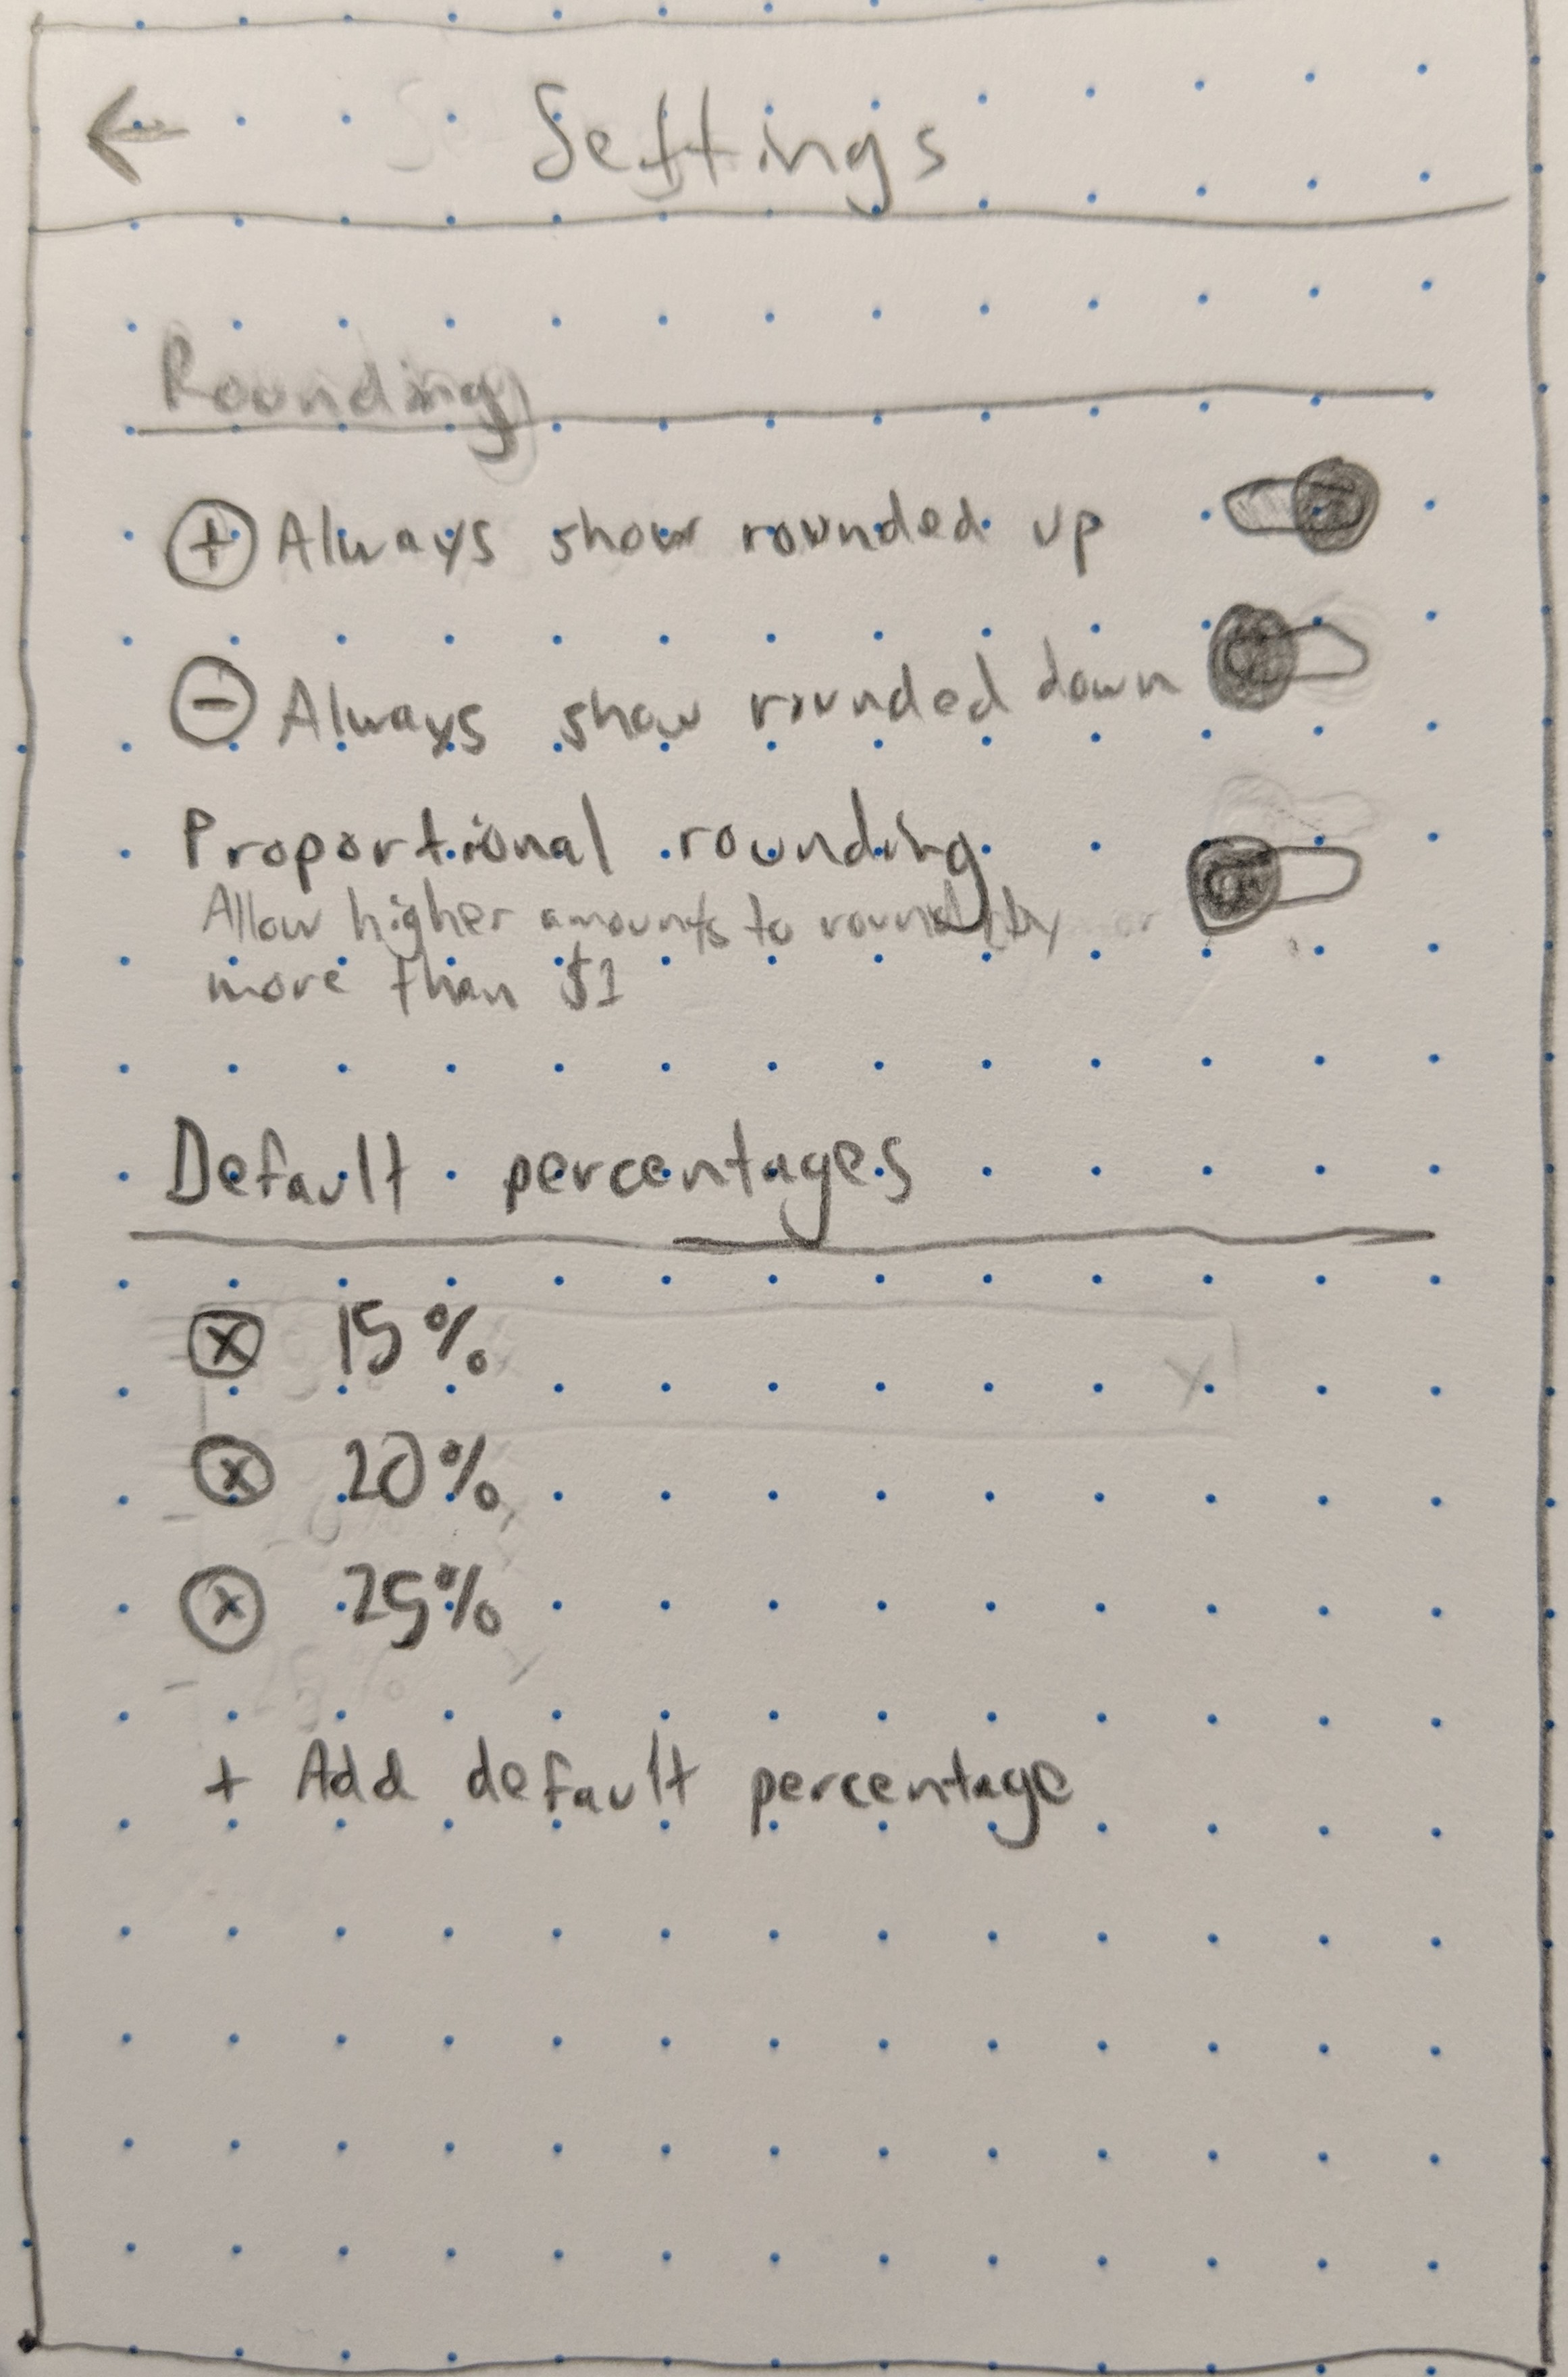 ← Settings
Rounding
+ Always show rounded up
- Always show rounded down
Proportional rounding
Allow higher amounts to round by
more than $1
Default percentages
x 15%
x 20%
x 25%
+ Add default percentage